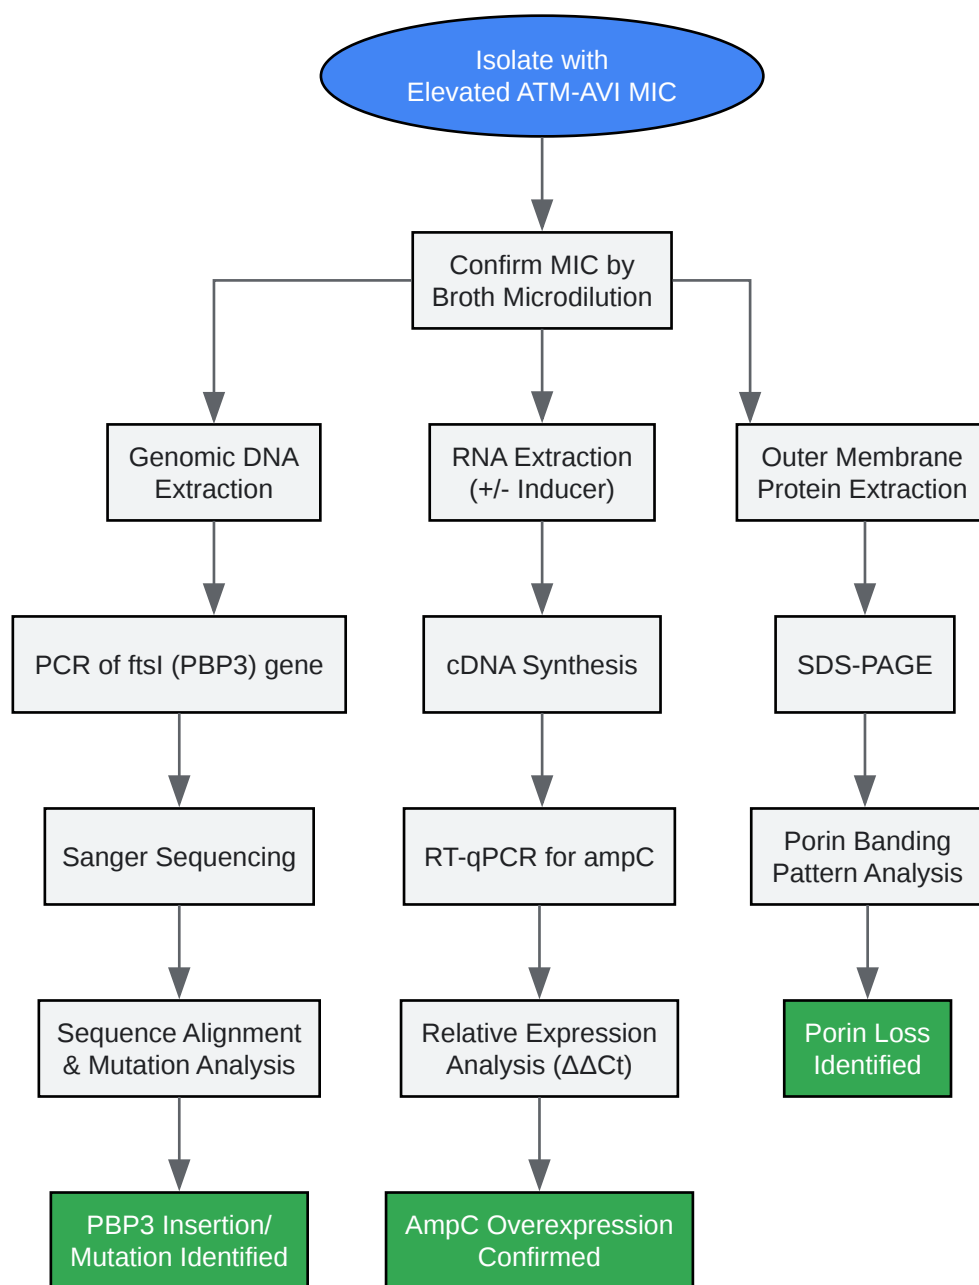 Isolate with
Elevated ATM-AVI MIC
Confirm MIC by
Broth Microdilution
Genomic DNA
Extraction
RNA Extraction
(+/- Inducer)
Outer Membrane
Protein Extraction
PCR of ftsI (PBP3) gene
cDNA Synthesis
SDS-PAGE
Sanger Sequencing
RT-qPCR for ampC
Porin Banding
Pattern Analysis
Sequence Alignment
& Mutation Analysis
Relative Expression
Analysis (ΔΔCt)
Porin Loss
Identified
PBP3 Insertion/
Mutation Identified
AmpC Overexpression
Confirmed